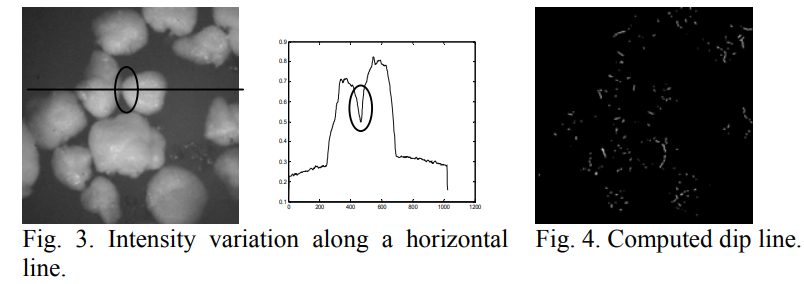 0.9
0.8
0.7
0.6
0.5
0.4
0.3
0.2
0.1
0 200 400 600 800 1000 1200
Fig. 3. Intensity variation along a horizontal
line.
Fig. 4. Computed dip line.